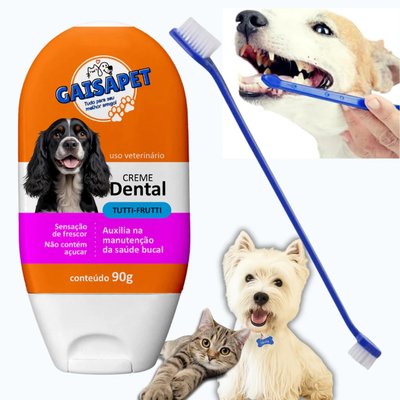 GAISAPET
Tudo para seu
melhor amigo!
uso veterinário
CREME
Dental
TUTTI-FRUTTI
Sensação
de frescor
Não contém
açucar
Auxilia na
manutenção
da saúde bucal
conteúdo 90g